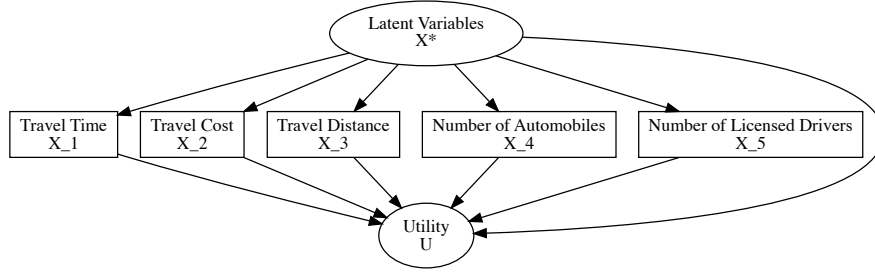 Latent Variables
X*
Travel Time
X_1
Travel Cost
X_2
Travel Distance
X_3
Number of Automobiles
X_4
Number of Licensed Drivers
X_5
Utility
U